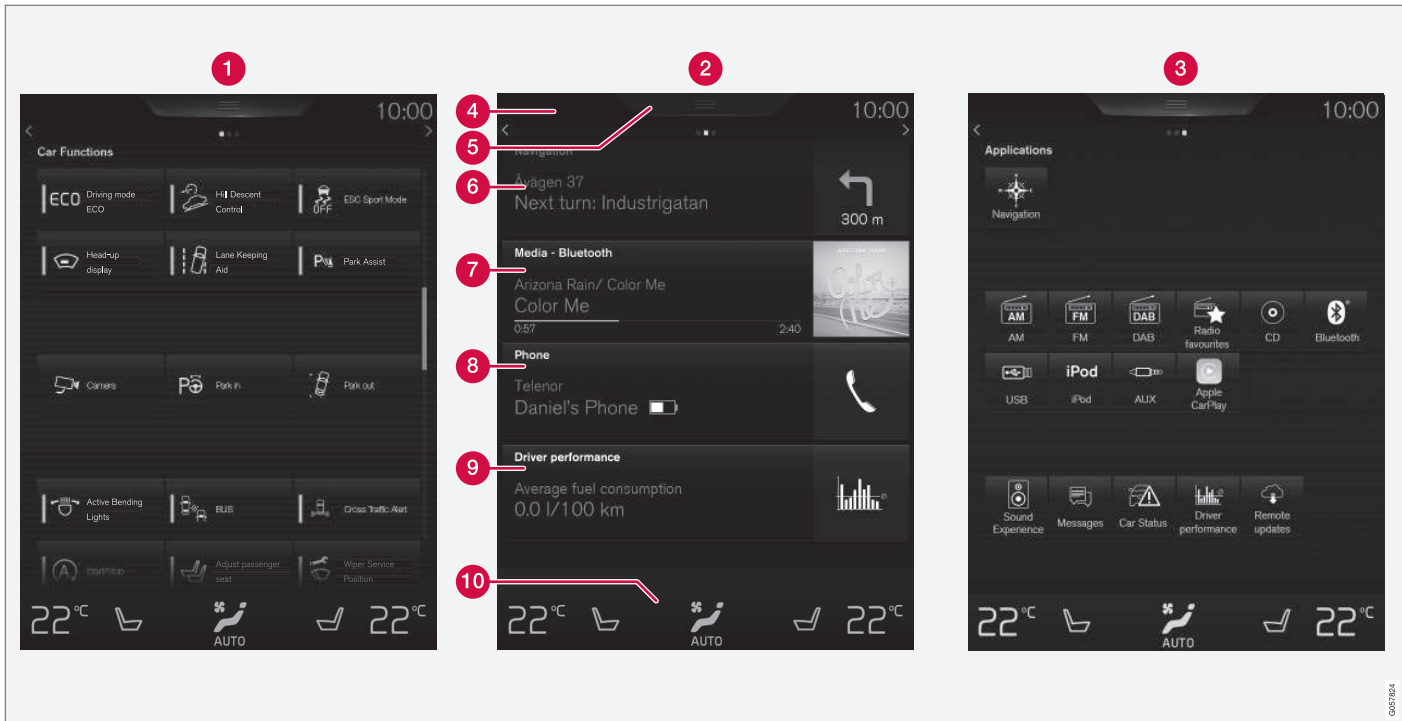 1
2
3
10:00
Car Functions
Driving mode
ECO
ECO
Hill Descent
Control
OFF
ESC Sport Mode
Head-up
display
Lane Keeping
Aid
P
Park Assist
Camera
P
Park in
Park out
Active Bending
Lights
BLIS
Cross Traffic Alert
A
Start/Stop
Adjust passenger
seat
Wiper Service
Position
22°C
AUTO
22°C
4
5
6
7
8
9
10
10:00
Navigation
Åvägen 37
Next turn: Industrigatan
300 m
Media - Bluetooth
Arizona Rain/ Color Me
Color Me
0:57
2:40
ARIZONA RAIN
Color Me
Phone
Telenor
Daniel's Phone
Driver performance
Average fuel consumption
0.0 l/100 km
22°C
AUTO
22°C
10:00
Applications
Navigation
AM
AM
FM
FM
DAB
DAB
Radio
favourites
CD
Bluetooth
USB
iPod
iPod
AUX
Apple
CarPlay
Sound
Experience
Messages
Car Status
Driver
performance
Remote
updates
22°C
AUTO
22°C
G057824